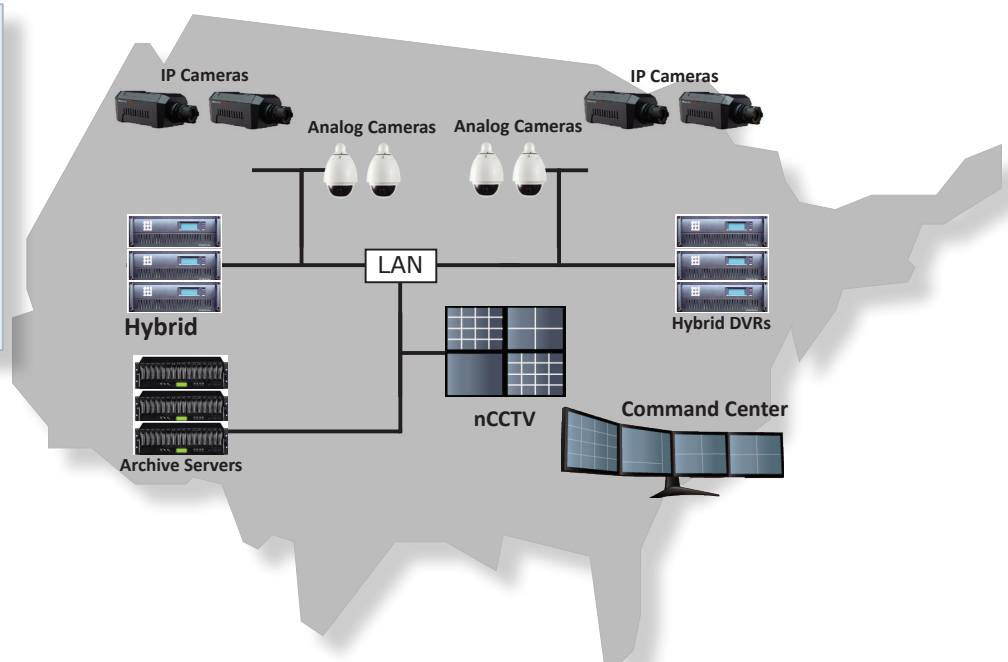 IP Cameras
IP Cameras
Analog Cameras
Analog Cameras
LAN
Hybrid
Hybrid DVRs
nCCTV
Command Center
Archive Servers